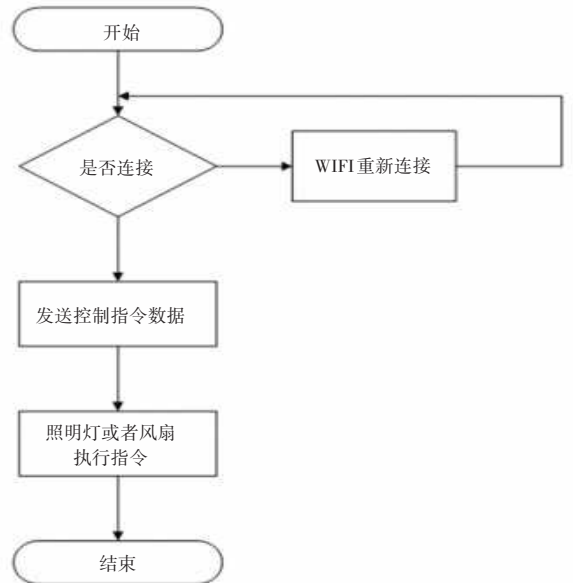 开始
是否连接
WIFI重新连接
发送控制指令数据
照明灯或者风扇
执行指令
结束